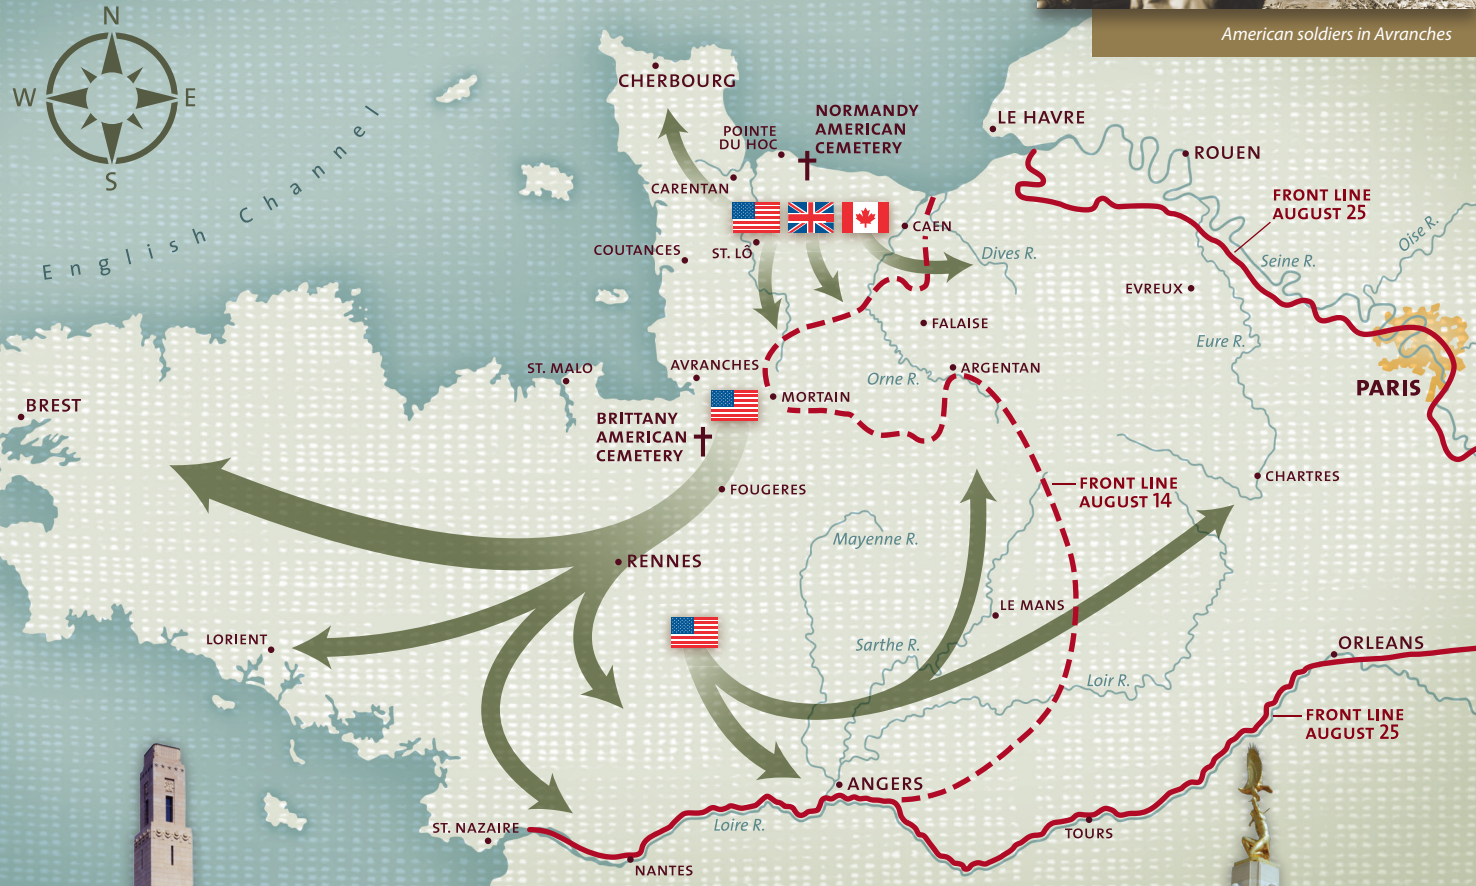 American soldiers in Avranches
N
W
E
S
English Channel
CHERBOURG
POINTE
DU HOC
NORMANDY
AMERICAN
CEMETERY
LE HAVRE
ROUEN
CARENTAN
FRONT LINE
AUGUST 25
COUTANCES
ST. LÔ
CAEN
Dives R.
Seine R.
Oise R.
EVREUX
FALAISE
Eure R.
ST. MALO
AVRANCHES
Orne R.
ARGENTAN
PARIS
BREST
MORTAIN
BRITTANY
AMERICAN
CEMETERY
FOUGERES
FRONT LINE
AUGUST 14
CHARTRES
Mayenne R.
RENNES
LE MANS
LORIENT
Sarthe R.
ORLEANS
Loir R.
FRONT LINE
AUGUST 25
ANGERS
ST. NAZAIRE
Loire R.
TOURS
NANTES